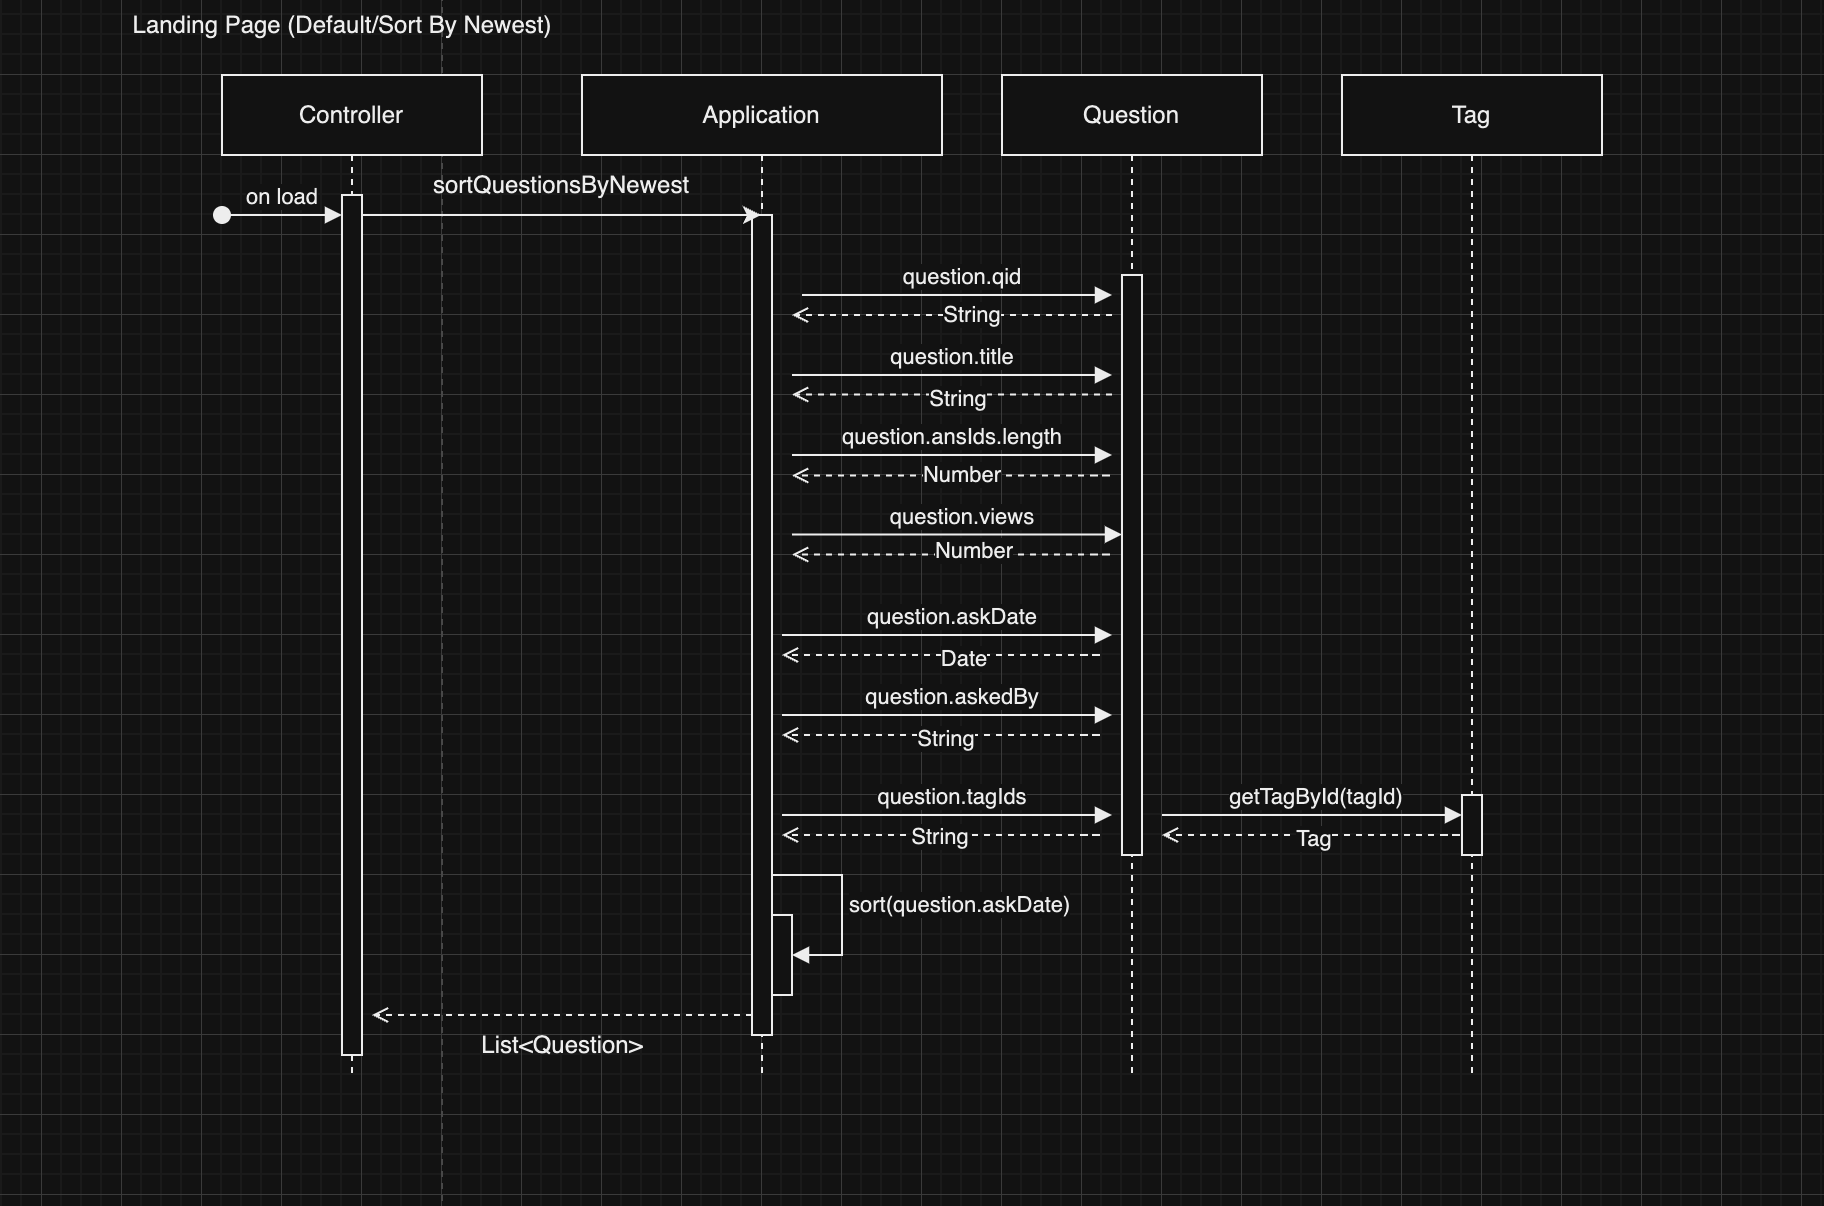 Landing Page (Default/Sort By Newest)
Controller
Application
Question
Tag
on load
sortQuestionsByNewest
question.qid
String
question.title
String
question.ansIds.length
Number
question.views
Number
question.askDate
Date
question.askedBy
String
question.tagIds
getTagById(tagId)
String
Tag
sort(question.askDate)
List<Question>